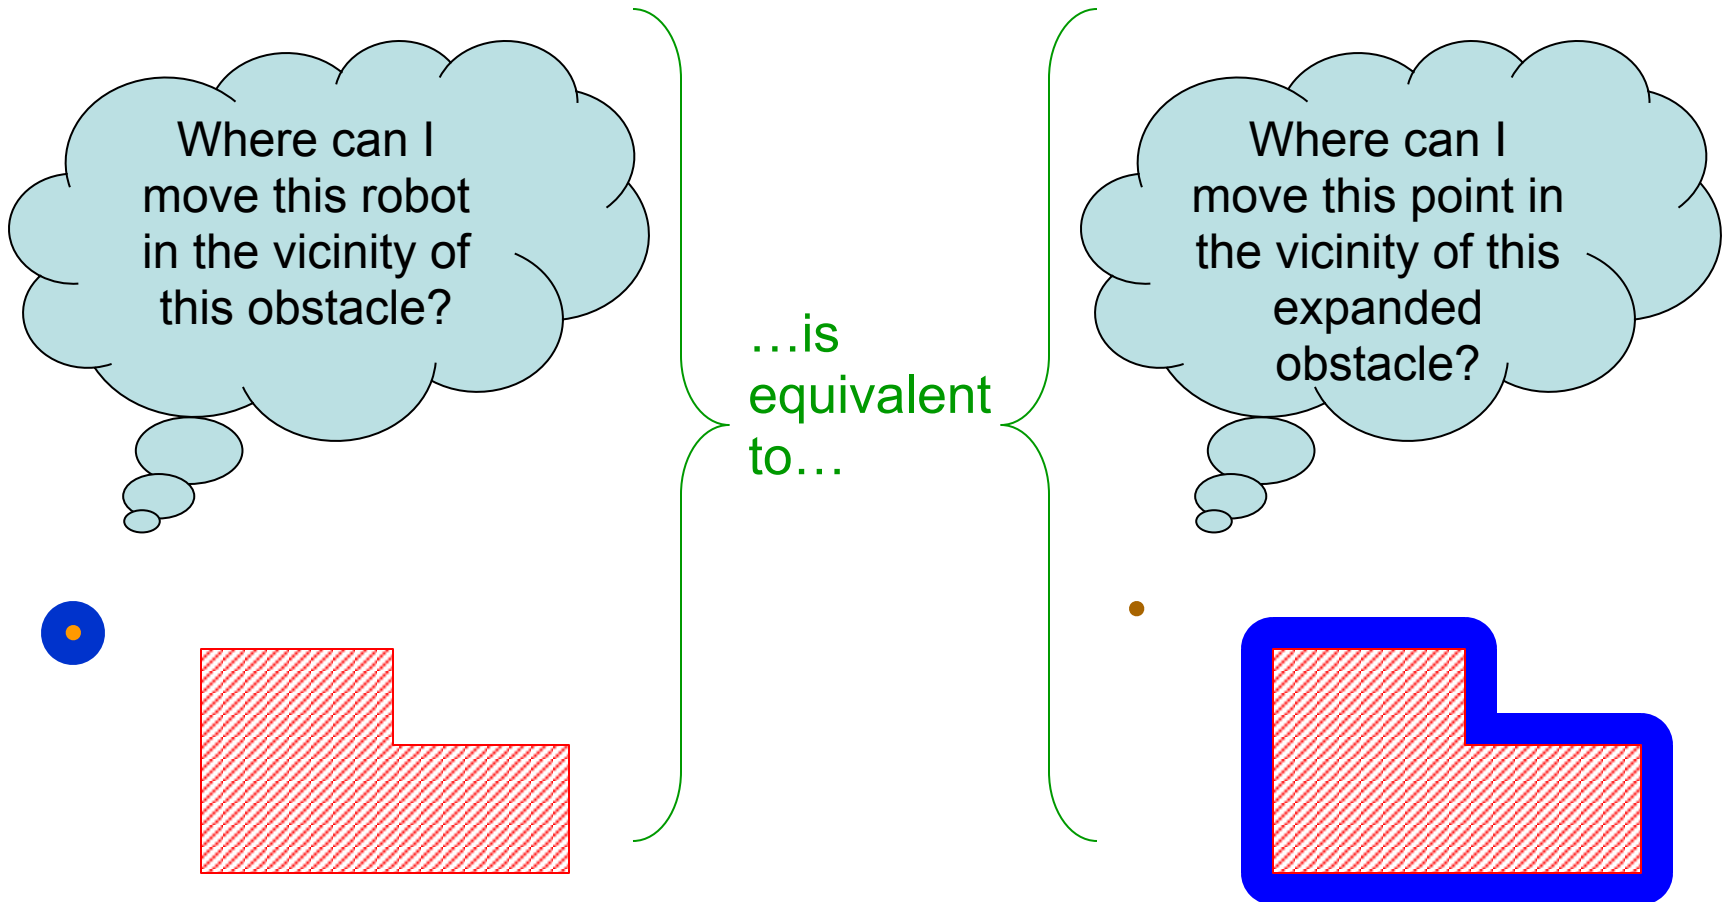 Where can I
move this robot
in the vicinity of
this obstacle?
…is
equivalent
to…
Where can I
move this point in
the vicinity of this
expanded
obstacle?